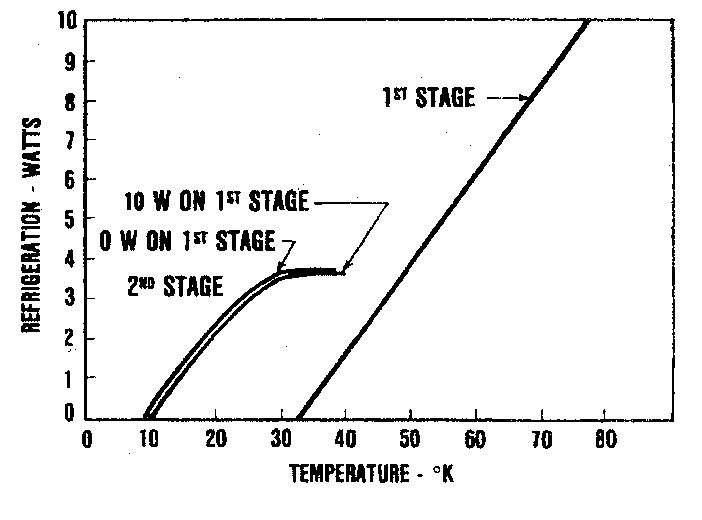 10
9
8
7
6
5
4
3
2
1
0
REFRIGERATION - WATTS
1ST STAGE
10 W ON 1ST STAGE
0 W ON 1ST STAGE
2ND STAGE
0 10 20 30 40 50 60 70 80
TEMPERATURE - °K